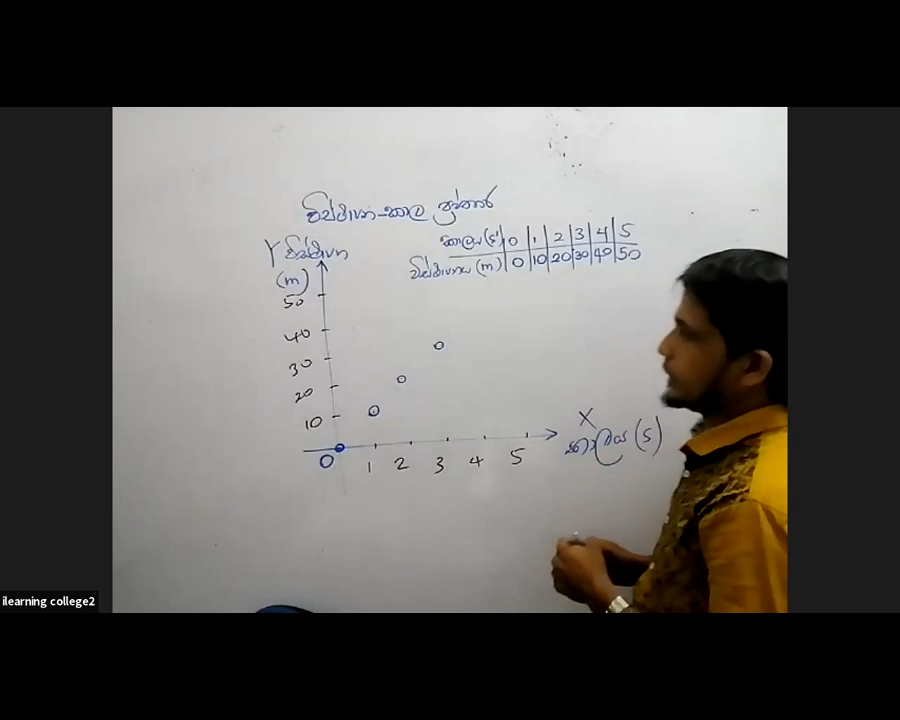 විස්ථාපන-කාල ප්‍රස්තාර
කාලය (s) 0 1 2 3 4 5
විස්ථාපනය (m) 0 10 20 30 40 50
Y විස්ථාපන
(m)
50
40
30
20
10
0 1 2 3 4 5
X
කාලය (s)
ilearning college2